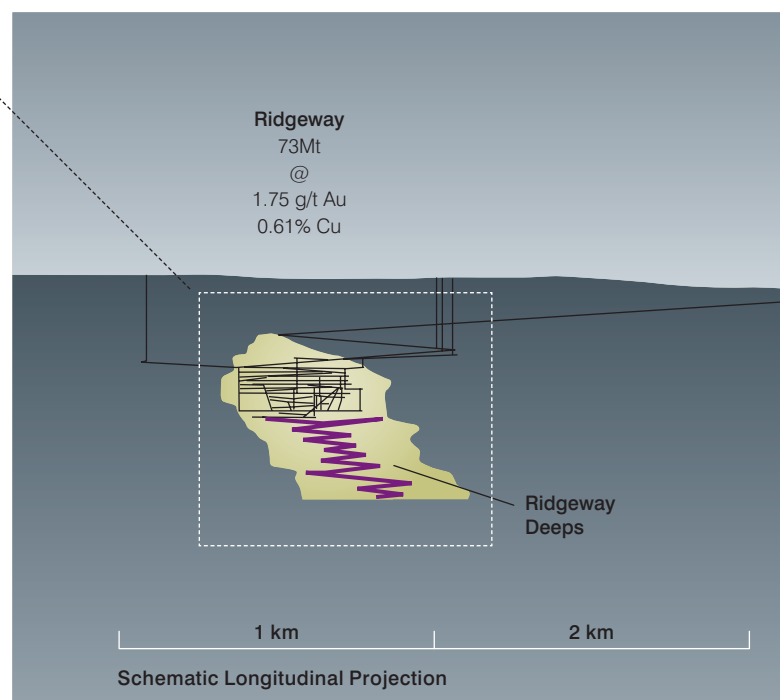 Ridgeway
73Mt
@
1.75 g/t Au
0.61% Cu
Ridgeway
Deeps
1 km
2 km
Schematic Longitudinal Projection